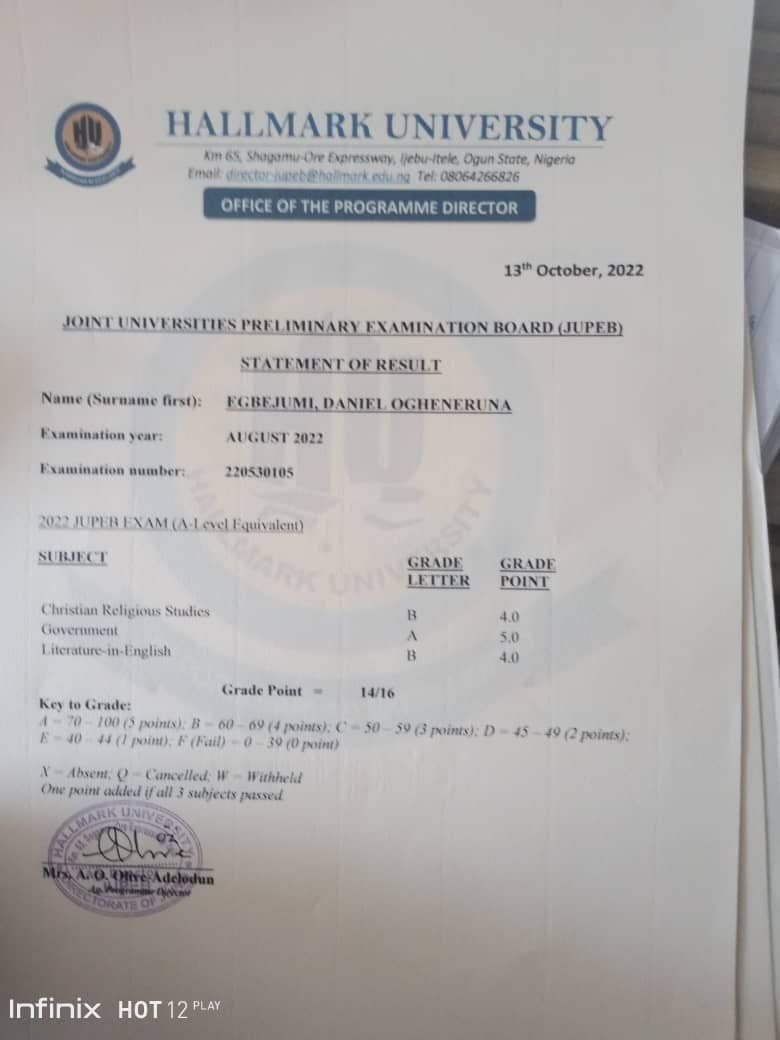 HALLMARK UNIVERSITY
Km 65, Shagamu-Ore Expressway, Ijebu-Itele, Ogun State, Nigeria
Email: director-jupeb@hallmark.edu.ng Tel: 08064266826
OFFICE OF THE PROGRAMME DIRECTOR
13th October, 2022
JOINT UNIVERSITIES PRELIMINARY EXAMINATION BOARD (JUPEB)
STATEMENT OF RESULT
Name (Surname first): EGBEJUMI, DANIEL OGHENERUNA
Examination year: AUGUST 2022
Examination number: 220530105
2022 JUPEB EXAM (A-Level Equivalent)
SUBJECT GRADE LETTER GRADE POINT
Christian Religious Studies B 4.0
Government A 5.0
Literature-in-English B 4.0
Grade Point = 14/16
Key to Grade:
A = 70 – 100 (5 points); B = 60 – 69 (4 points); C = 50 – 59 (3 points); D = 45 – 49 (2 points);
E = 40 – 44 (1 point); F (Fail) = 0 – 39 (0 point)
X = Absent; Q = Cancelled; W = Withheld
One point added if all 3 subjects passed.
HALLMARK UNIVERSITY
Mrs. A. O. Olive-Adelodun
Ag. Programme Director
DIRECTORATE OF
HALLMARK UNIVERSITY
Infinix HOT 12 PLAY